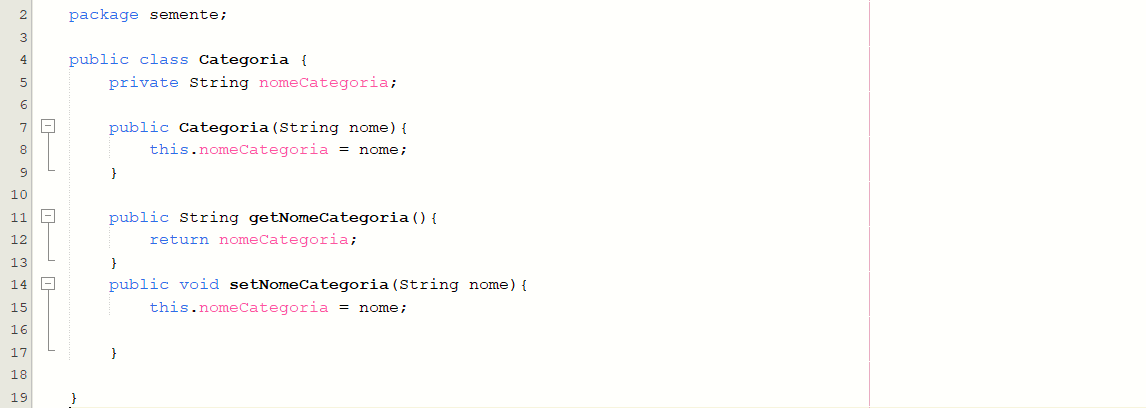 2 package semente;
3
4 public class Categoria {
5     private String nomeCategoria;
6
7     public Categoria(String nome){
8         this.nomeCategoria = nome;
9     }
10
11     public String getNomeCategoria(){
12         return nomeCategoria;
13     }
14     public void setNomeCategoria(String nome){
15         this.nomeCategoria = nome;
16
17     }
18
19 }